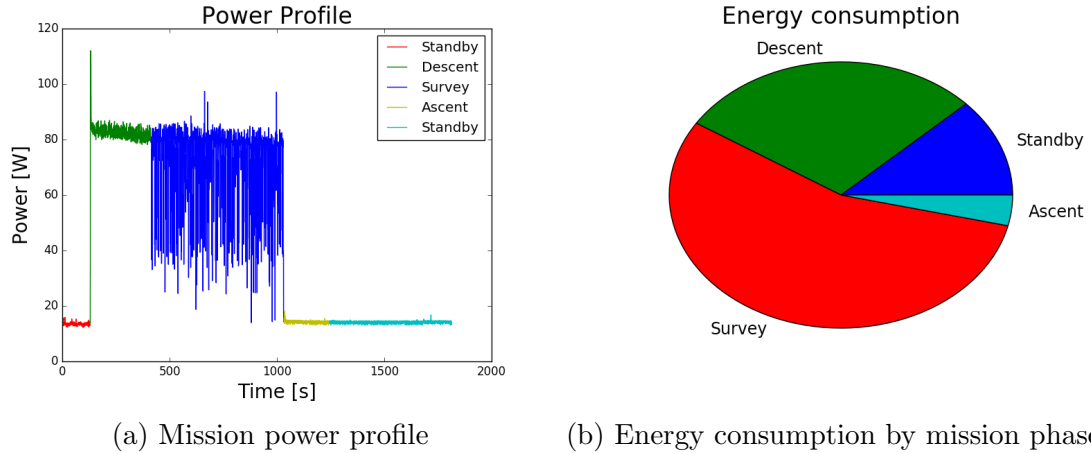 Power Profile
120
100
80
60
40
20
0
Power [W]
0
500
1000
1500
2000
Time [s]
Standby
Descent
Survey
Ascent
Standby
(a) Mission power profile
Energy consumption
Descent
Standby
Ascent
Survey
(b) Energy consumption by mission phase